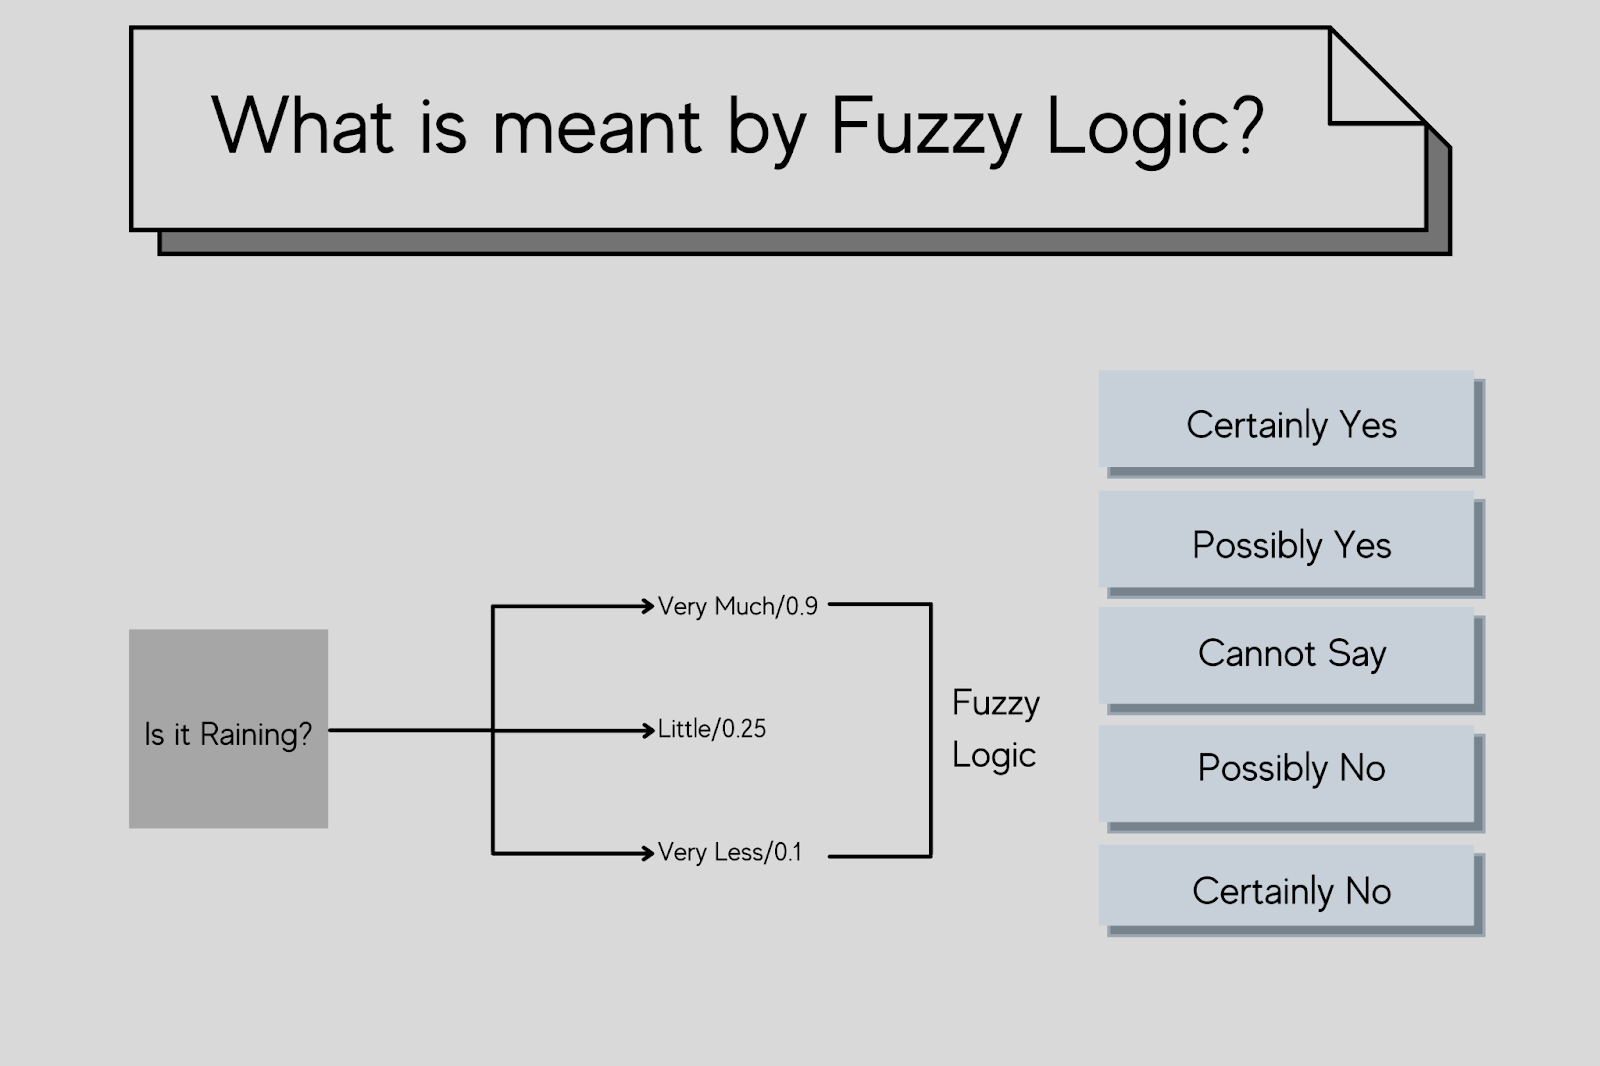 What is meant by Fuzzy Logic?
Is it Raining?
Very Much/0.9
Little/0.25
Very Less/0.1
Fuzzy
Logic
Certainly Yes
Possibly Yes
Cannot Say
Possibly No
Certainly No